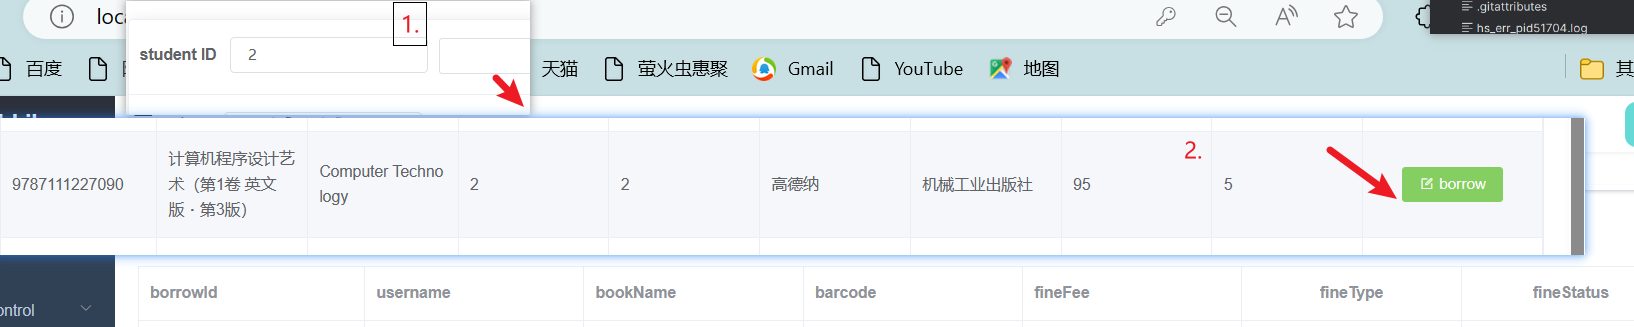 loca
.gitattributes
hs_err_pid51704.log
1.
student ID 2
百度
天猫
萤火虫惠聚
Gmail
YouTube
地图
其
2.
9787111227090
计算机程序设计艺
术（第1卷 英文
版・第3版）
Computer Techno
logy
2
2
高德纳
机械工业出版社
95
5
borrow
ontrol
borrowId
username
bookName
barcode
fineFee
fineType
fineStatus